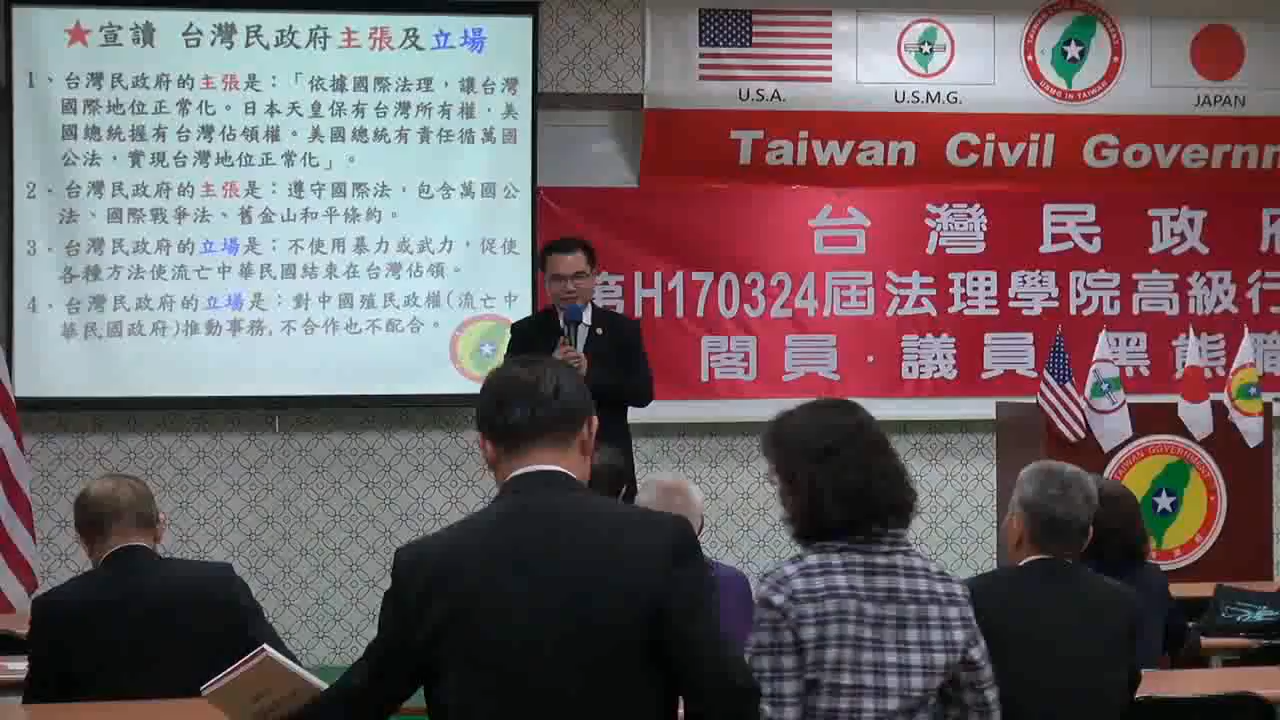 ★宣讀 台灣民政府主張及立場
1、台灣民政府的主張是：「依據國際法理，讓台灣
國際地位正常化。日本天皇保有台灣所有權，美
國總統握有台灣佔領權。美國總統有責任循萬國
公法，實現台灣地位正常化」。
2、台灣民政府的主張是：遵守國際法，包含萬國公
法、國際戰爭法、舊金山和平條約。
3、台灣民政府的立場是：不使用暴力或武力，促使
各種方法使流亡中華民國結束在台灣佔領。
4、台灣民政府的立場是：對中國殖民政權(流亡中
華民國政府)推動事務,不合作也不配合。
U.S.A.
U.S.M.G.
TAIWAN GOVERNMENT
USMG IN TAIWAN
JAPAN
Taiwan Civil Governm
台灣民政府
第H170324屆法理學院高級行
閣員．議員 黑熊職
TAIWAN GOVERNMENT